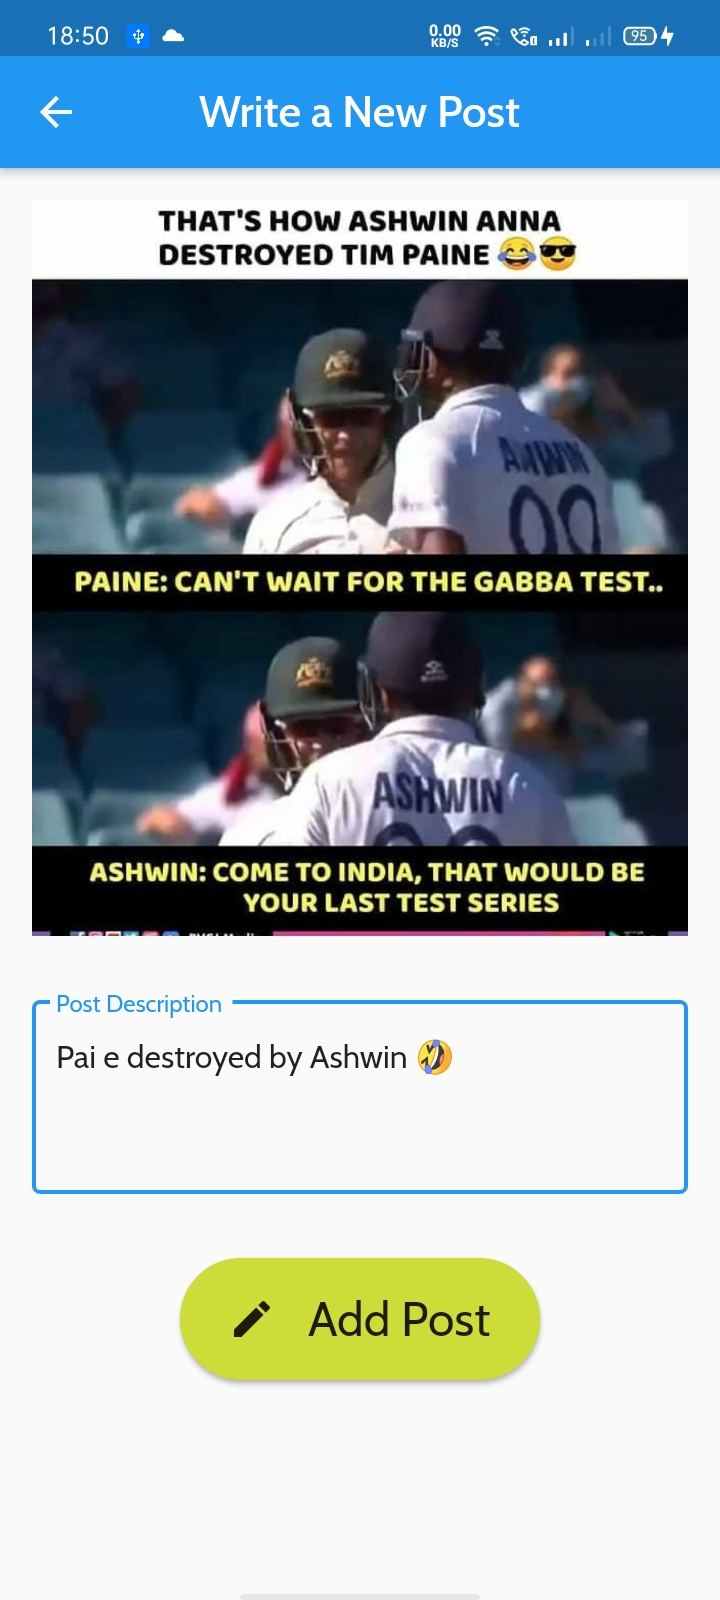 18:50 0.00 KB/S 95
Write a New Post
THAT'S HOW ASHWIN ANNA
DESTROYED TIM PAINE 😂😎
ASHWIN
99
PAINE: CAN'T WAIT FOR THE GABBA TEST..
ASHWIN
ASHWIN: COME TO INDIA, THAT WOULD BE
YOUR LAST TEST SERIES
Post Description
Pai e destroyed by Ashwin 🤣
Add Post